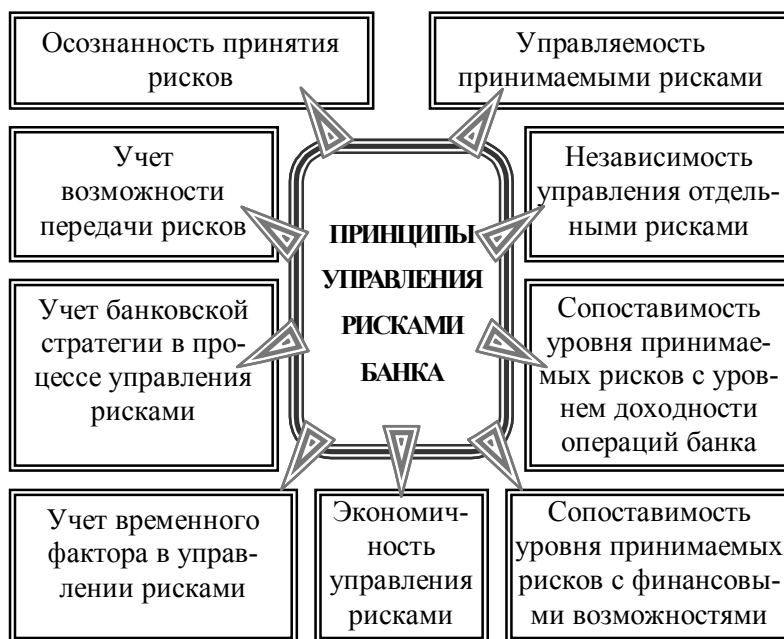 Осознанность принятия
рисков
Управляемость
принимаемыми рисками
Учет
возможности
передачи рисков
Независимость
управления отдель-
ными рисками
ПРИНЦИПЫ
УПРАВЛЕНИЯ
РИСКАМИ
БАНКА
Учет банковской
стратегии в про-
цессе управления
рисками
Сопоставимость
уровня принимае-
мых рисков с уров-
нем доходности
операций банка
Учет временного
фактора в управ-
лении рисками
Экономич-
ность
управления
рисками
Сопоставимость
уровня принимаемых
рисков с финансовы-
ми возможностями